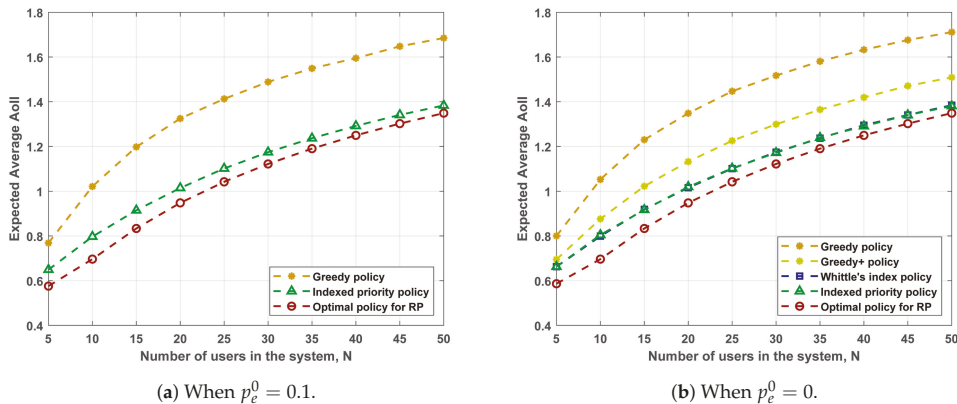 1.8
1.6
1.4
1.2
1
0.8
0.6
0.4
Expected Average AoII
5 10 15 20 25 30 35 40 45 50
Number of users in the system, N
Greedy policy
Indexed priority policy
Optimal policy for RP
(a) When p_e^0 = 0.1.
1.8
1.6
1.4
1.2
1
0.8
0.6
0.4
Expected Average AoII
5 10 15 20 25 30 35 40 45 50
Number of users in the system, N
Greedy policy
Greedy+ policy
Whittle's index policy
Indexed priority policy
Optimal policy for RP
(b) When p_e^0 = 0.